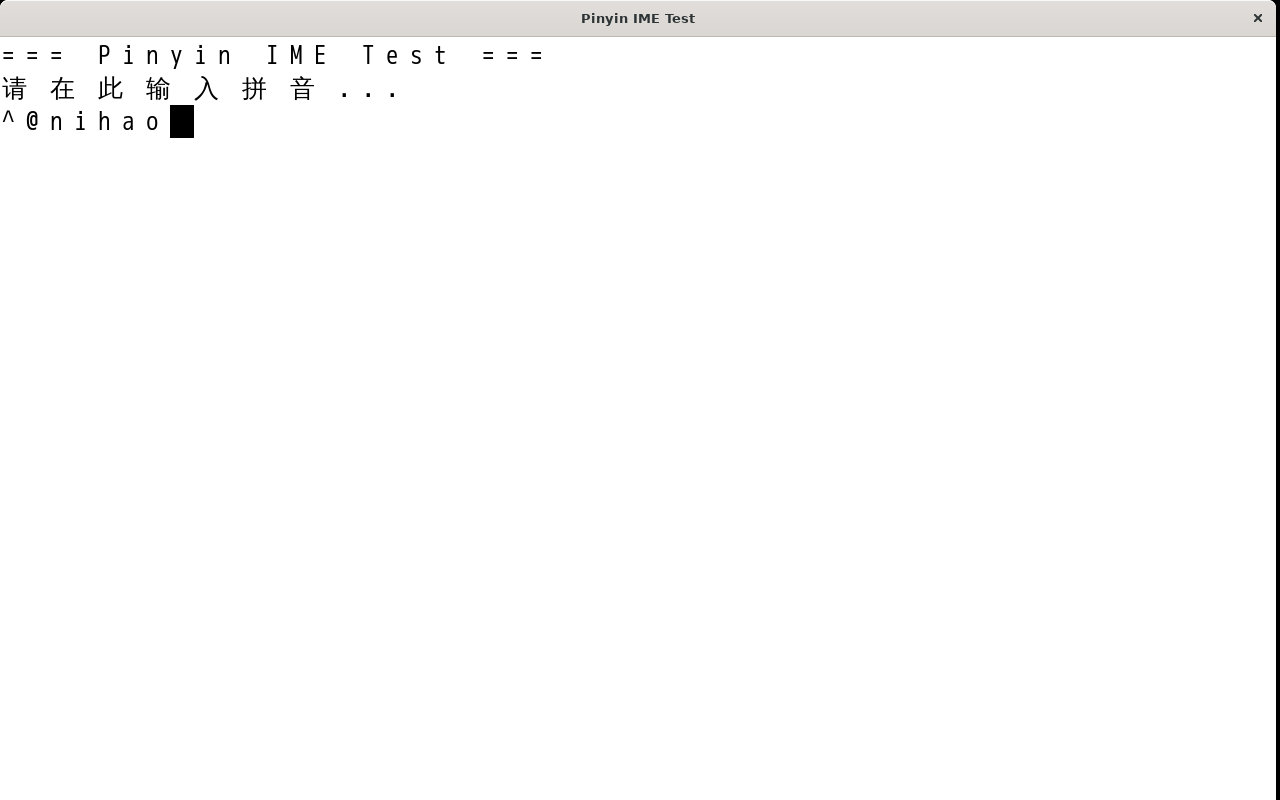 Pinyin IME Test
×
=== Pinyin IME Test ===
请在此输入拼音...
^@nihao